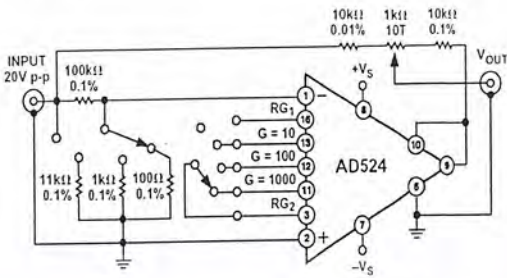 10kΩ
0.01%
1kΩ
10T
10kΩ
0.1%
INPUT
20V p-p
100kΩ
0.1%
+VS
VOUT
1
−
8
RG1
16
G = 10
13
10
G = 100
12
AD524
9
G = 1000
11
6
11kΩ
0.1%
1kΩ
0.1%
100Ω
0.1%
RG2
3
7
2
+
−VS